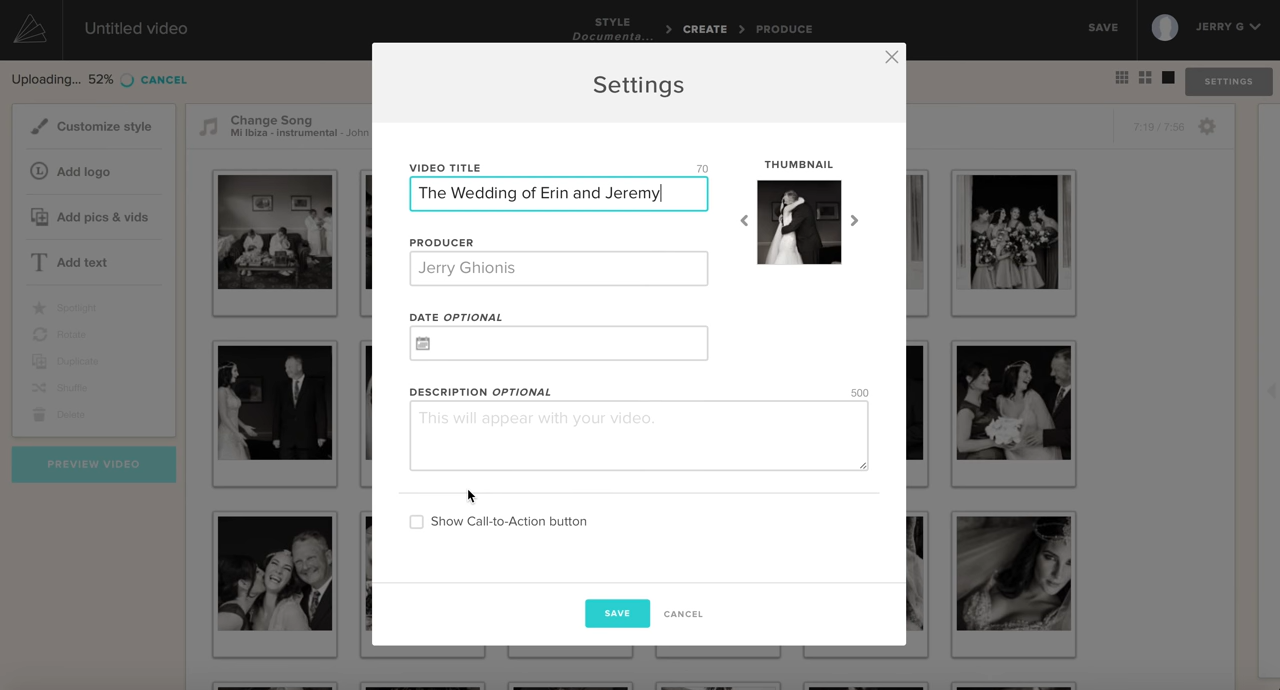 Untitled video
STYLE
Documenta...
CREATE
PRODUCE
SAVE
JERRY G
Uploading... 52%
CANCEL
SETTINGS
Customize style
Add logo
Add pics & vids
Add text
Spotlight
Rotate
Duplicate
Shuffle
Delete
PREVIEW VIDEO
Change Song
Mi Ibiza - instrumental - John
7:19 / 7:56
Settings
VIDEO TITLE
70
The Wedding of Erin and Jeremy
THUMBNAIL
PRODUCER
Jerry Ghionis
DATE OPTIONAL
DESCRIPTION OPTIONAL
500
This will appear with your video.
Show Call-to-Action button
SAVE
CANCEL